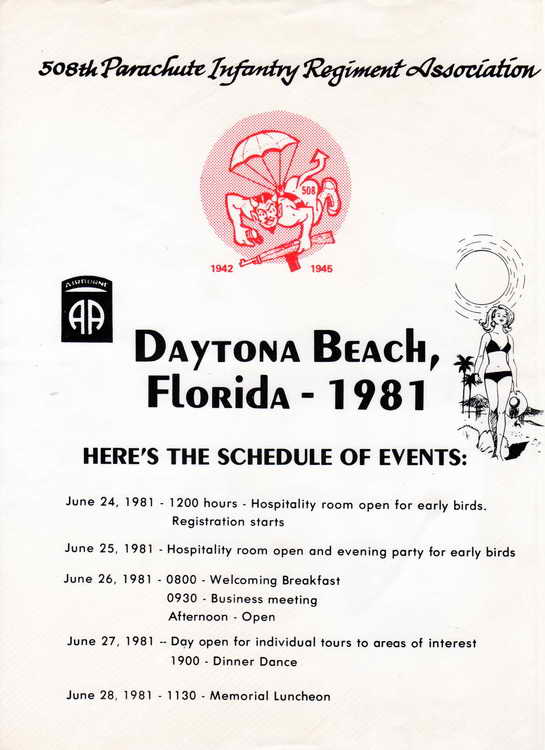 508th Parachute Infantry Regiment Association
508
1942 1945
AIRBORNE
AA
DAYTONA BEACH,
FLORIDA - 1981
HERE'S THE SCHEDULE OF EVENTS:
June 24, 1981 - 1200 hours - Hospitality room open for early birds.
Registration starts
June 25, 1981 - Hospitality room open and evening party for early birds
June 26, 1981 - 0800 - Welcoming Breakfast
0930 - Business meeting
Afternoon - Open
June 27, 1981 -- Day open for individual tours to areas of interest
1900 - Dinner Dance
June 28, 1981 - 1130 - Memorial Luncheon